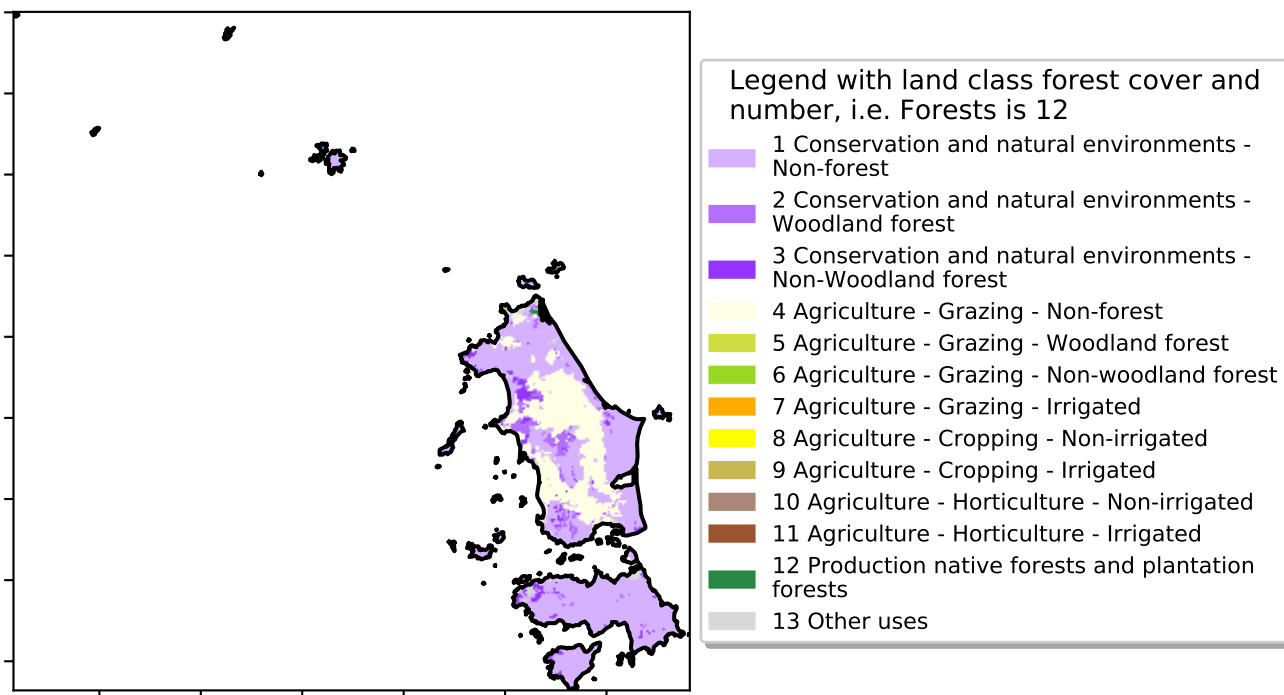 Legend with land class forest cover and
number, i.e. Forests is 12
1 Conservation and natural environments -
Non-forest
2 Conservation and natural environments -
Woodland forest
3 Conservation and natural environments -
Non-Woodland forest
4 Agriculture - Grazing - Non-forest
5 Agriculture - Grazing - Woodland forest
6 Agriculture - Grazing - Non-woodland forest
7 Agriculture - Grazing - Irrigated
8 Agriculture - Cropping - Non-irrigated
9 Agriculture - Cropping - Irrigated
10 Agriculture - Horticulture - Non-irrigated
11 Agriculture - Horticulture - Irrigated
12 Production native forests and plantation
forests
13 Other uses